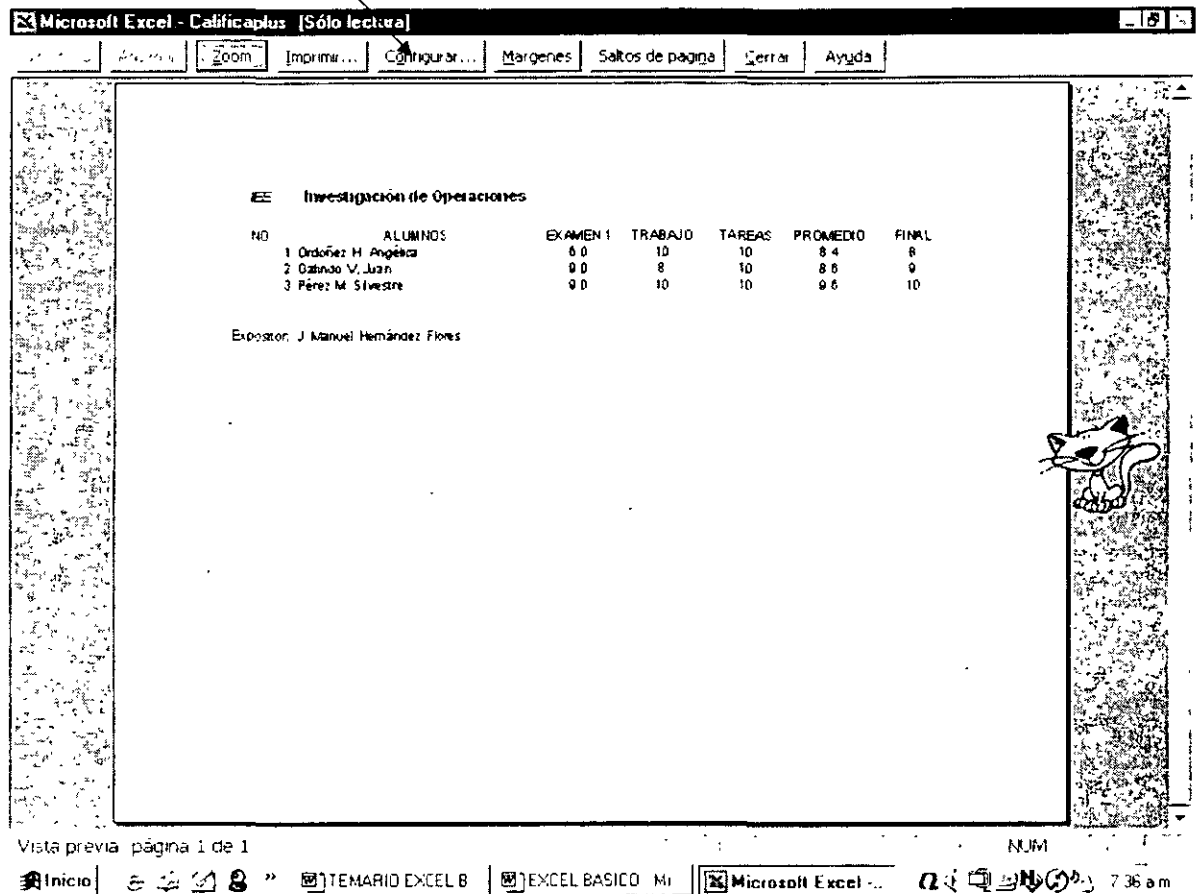 Microsoft Excel - Calificaplus [Sólo lectura]
Zoom Imprimir... Configurar... Margenes Saltos de pagina Cerrar Ayuda
Investigación de Operaciones
NO ALUMNOS EXAMEN 1 TRABAJO TAREAS PROMEDIO FINAL
1 Ordoñez H Angélica 6 0 10 10 8 4 8
2 Galindo V, Juan 9 0 8 10 8 8 9
3 Pérez M Silvestre 9 0 10 10 9 6 10
Expositor: J Manuel Hernández Flores
Vista previa página 1 de 1 NUM
Inicio » TEMARIO EXCEL B EXCEL BASICO Mi Microsoft Excel -.. 7 36 a m